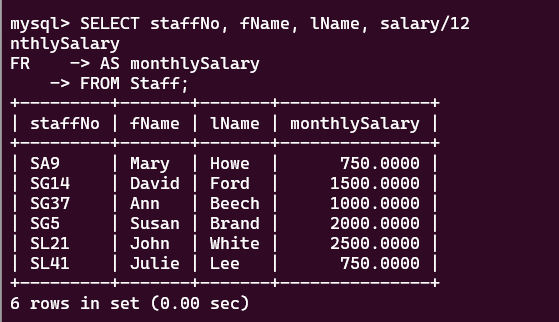 mysql> SELECT staffNo, fName, lName, salary/12
nthlySalary
FR    -> AS monthlySalary
    -> FROM Staff;
+---------+-------+-------+---------------+
| staffNo | fName | lName | monthlySalary |
+---------+-------+-------+---------------+
| SA9     | Mary  | Howe  |      750.0000 |
| SG14    | David | Ford  |     1500.0000 |
| SG37    | Ann   | Beech |     1000.0000 |
| SG5     | Susan | Brand |     2000.0000 |
| SL21    | John  | White |     2500.0000 |
| SL41    | Julie | Lee   |      750.0000 |
+---------+-------+-------+---------------+
6 rows in set (0.00 sec)